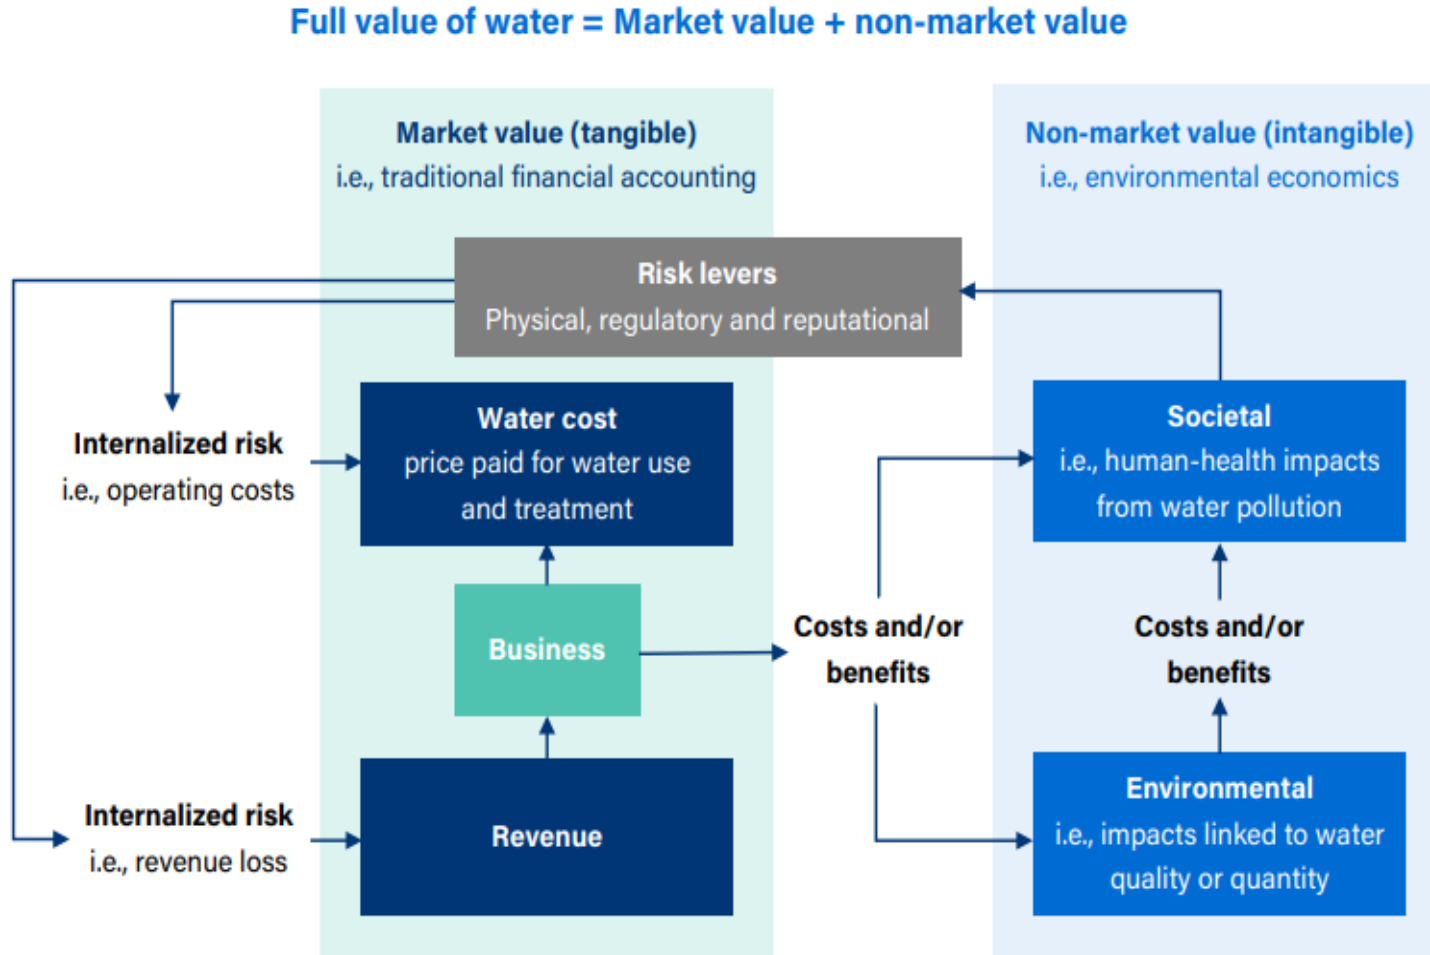 Full value of water = Market value + non-market value
Market value (tangible)
i.e., traditional financial accounting
Non-market value (intangible)
i.e., environmental economics
Risk levers
Physical, regulatory and reputational
Internalized risk
i.e., operating costs
Water cost
price paid for water use
and treatment
Societal
i.e., human-health impacts
from water pollution
Business
Costs and/or
benefits
Costs and/or
benefits
Internalized risk
i.e., revenue loss
Revenue
Environmental
i.e., impacts linked to water
quality or quantity